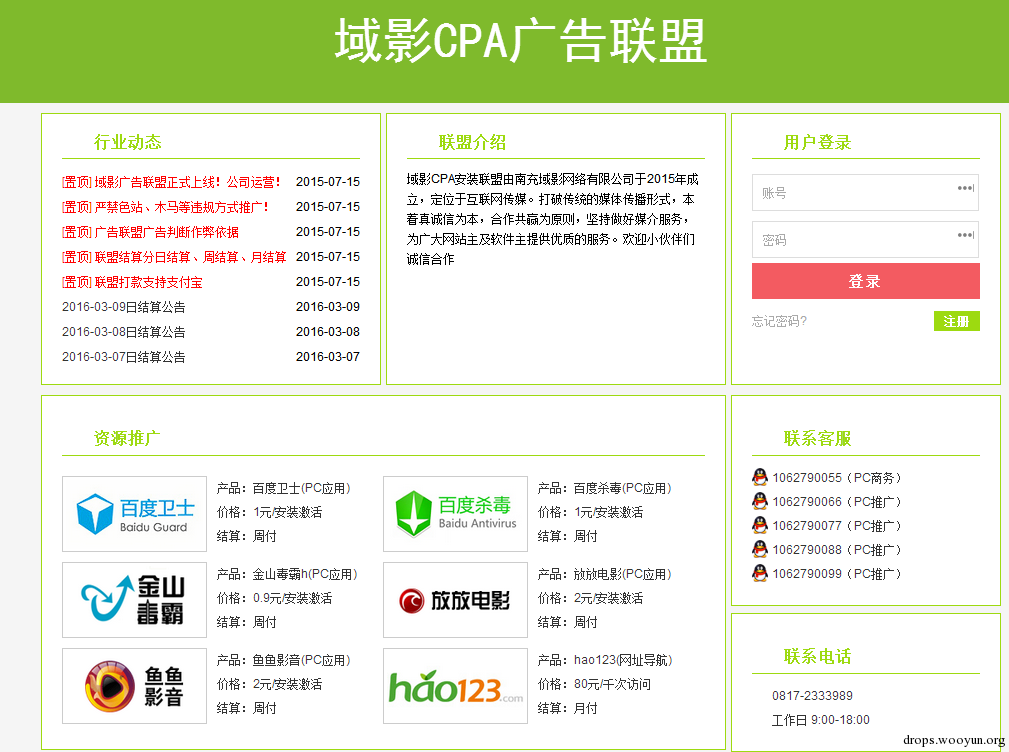 域影CPA广告联盟
行业动态
[置顶] 域影广告联盟正式上线！公司运营！ 2015-07-15
[置顶] 严禁色站、木马等违规方式推广！ 2015-07-15
[置顶] 广告联盟广告判断作弊依据 2015-07-15
[置顶] 联盟结算分日结算、周结算、月结算 2015-07-15
[置顶] 联盟打款支持支付宝 2015-07-15
2016-03-09日结算公告 2016-03-09
2016-03-08日结算公告 2016-03-08
2016-03-07日结算公告 2016-03-07
联盟介绍
域影CPA安装联盟由南充域影网络有限公司于2015年成
立，定位于互联网传媒。打破传统的媒体传播形式，本
着真诚信为本，合作共赢为原则，坚持做好媒介服务，
为广大网站主及软件主提供优质的服务。欢迎小伙伴们
诚信合作
用户登录
账号
密码
登录
忘记密码? 注册
资源推广
百度卫士
Baidu Guard
产品：百度卫士(PC应用)
价格：1元/安装激活
结算：周付
百度杀毒
Baidu Antivirus
产品：百度杀毒(PC应用)
价格：1元/安装激活
结算：周付
金山
毒霸
产品：金山毒霸h(PC应用)
价格：0.9元/安装激活
结算：周付
放放电影
产品：放放电影(PC应用)
价格：2元/安装激活
结算：周付
鱼鱼
影音
产品：鱼鱼影音(PC应用)
价格：2元/安装激活
结算：周付
hao123.com
产品：hao123(网址导航)
价格：80元/千次访问
结算：月付
联系客服
1062790055（PC商务）
1062790066（PC推广）
1062790077（PC推广）
1062790088（PC推广）
1062790099（PC推广）
联系电话
0817-2333989
工作日 9:00-18:00
drops.wooyun.org